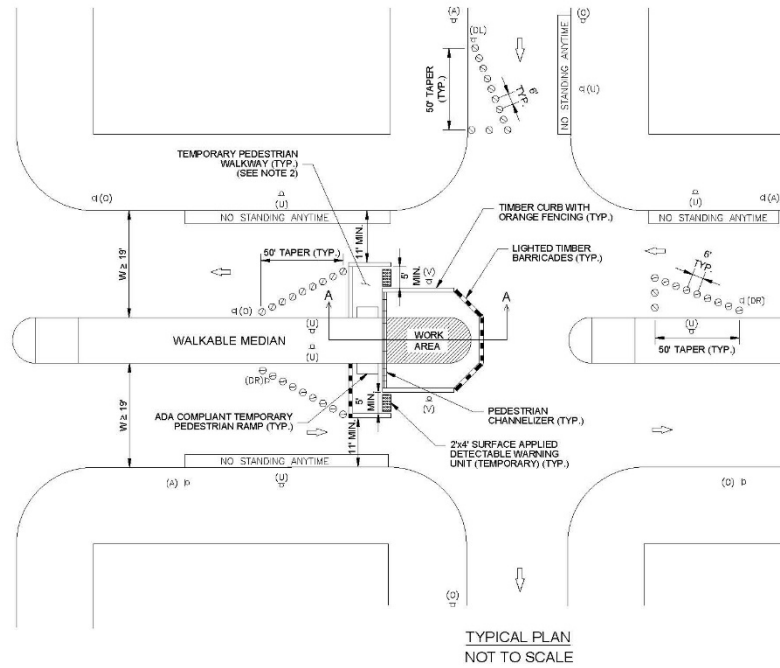 (A)
(O)
(DL)
50' TAPER
(TYP.)
6'
TYP.
NO STANDING ANYTIME
(U)
TEMPORARY PEDESTRIAN
WALKWAY (TYP.)
(SEE NOTE 2)
TIMBER CURB WITH
ORANGE FENCING (TYP.)
(O)
(U)
(U)
(A)
NO STANDING ANYTIME
NO STANDING ANYTIME
LIGHTED TIMBER
BARRICADES (TYP.)
W ≥ 19'
50' TAPER (TYP.)
11' MIN.
5'
MIN.
(V)
6'
TYP.
(O)
A
A
(DR)
(U)
(U)
WALKABLE MEDIAN
WORK
AREA
(U)
50' TAPER (TYP.)
(DR)
W ≥ 19'
ADA COMPLIANT TEMPORARY
PEDESTRIAN RAMP (TYP.)
5'
MIN.
(V)
PEDESTRIAN
CHANNELIZER (TYP.)
11' MIN.
2'x4' SURFACE APPLIED
DETECTABLE WARNING
UNIT (TEMPORARY) (TYP.)
NO STANDING ANYTIME
(A)
(U)
(O)
(O)
TYPICAL PLAN
NOT TO SCALE